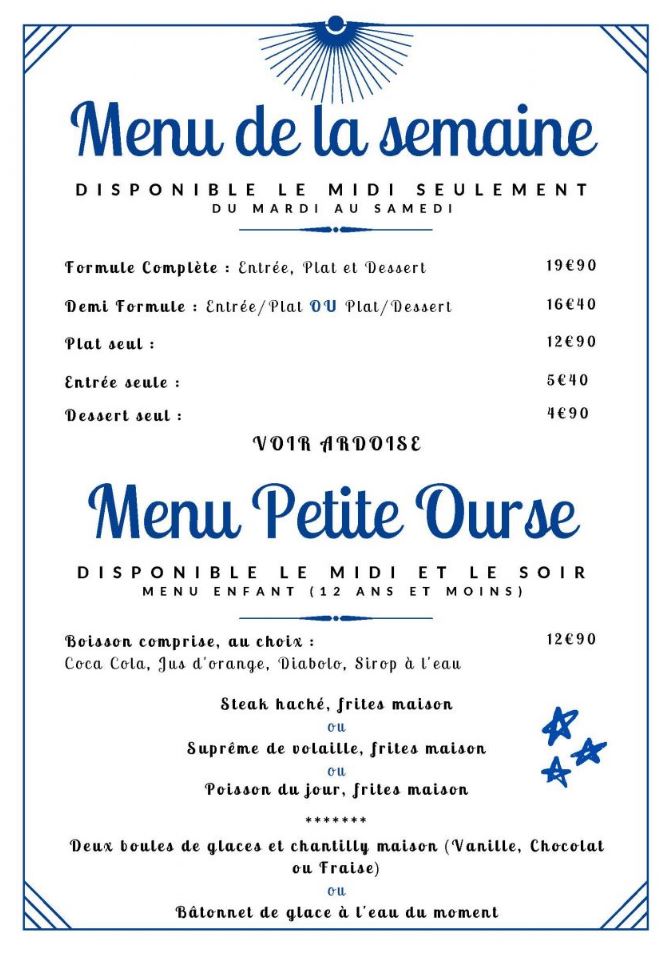 Menu de la semaine
DISPONIBLE LE MIDI SEULEMENT
DU MARDI AU SAMEDI
Formule Complète : Entrée, Plat et Dessert 19€90
Demi Formule : Entrée/Plat OU Plat/Dessert 16€40
Plat seul : 12€90
Entrée seule : 5€40
Dessert seul : 4€90
VOIR ARDOISE
Menu Petite Ourse
DISPONIBLE LE MIDI ET LE SOIR
MENU ENFANT (12 ANS ET MOINS)
Boisson comprise, au choix : 12€90
Coca Cola, Jus d'orange, Diabolo, Sirop à l'eau
Steak haché, frites maison
ou
Suprême de volaille, frites maison
ou
Poisson du jour, frites maison
*******
Deux boules de glaces et chantilly maison (Vanille, Chocolat
ou Fraise)
ou
Bâtonnet de glace à l'eau du moment